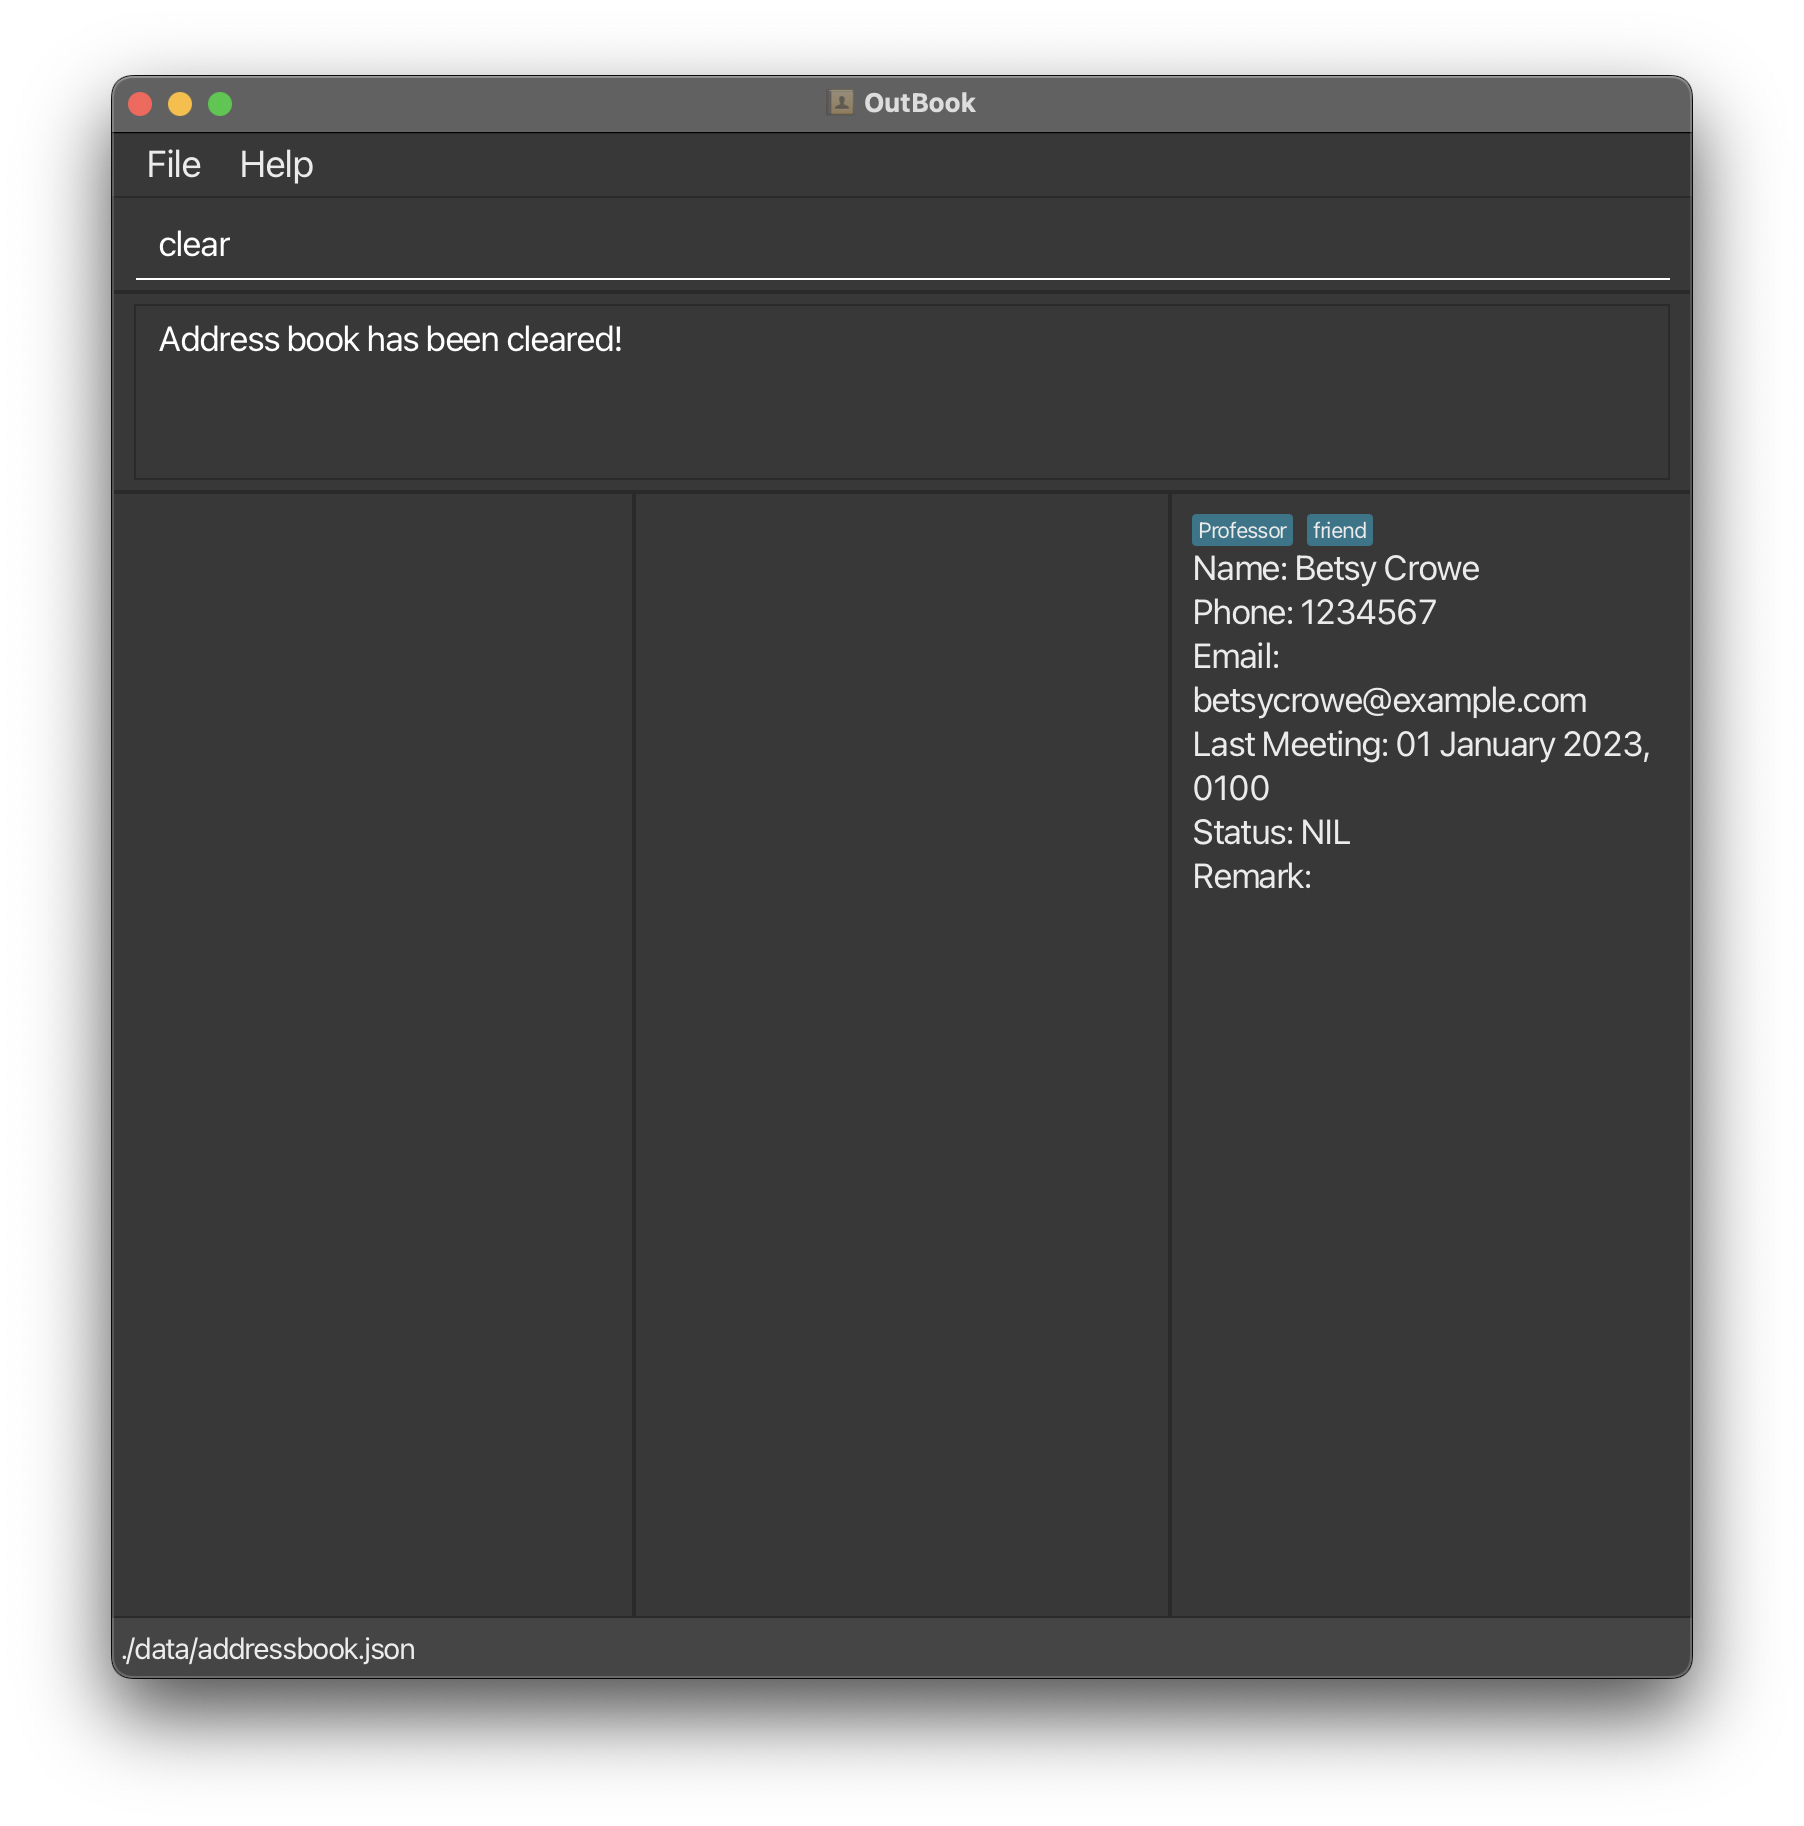 OutBook
File Help
clear
Address book has been cleared!
Professor friend
Name: Betsy Crowe
Phone: 1234567
Email:
betsycrowe@example.com
Last Meeting: 01 January 2023,
0100
Status: NIL
Remark:
./data/addressbook.json